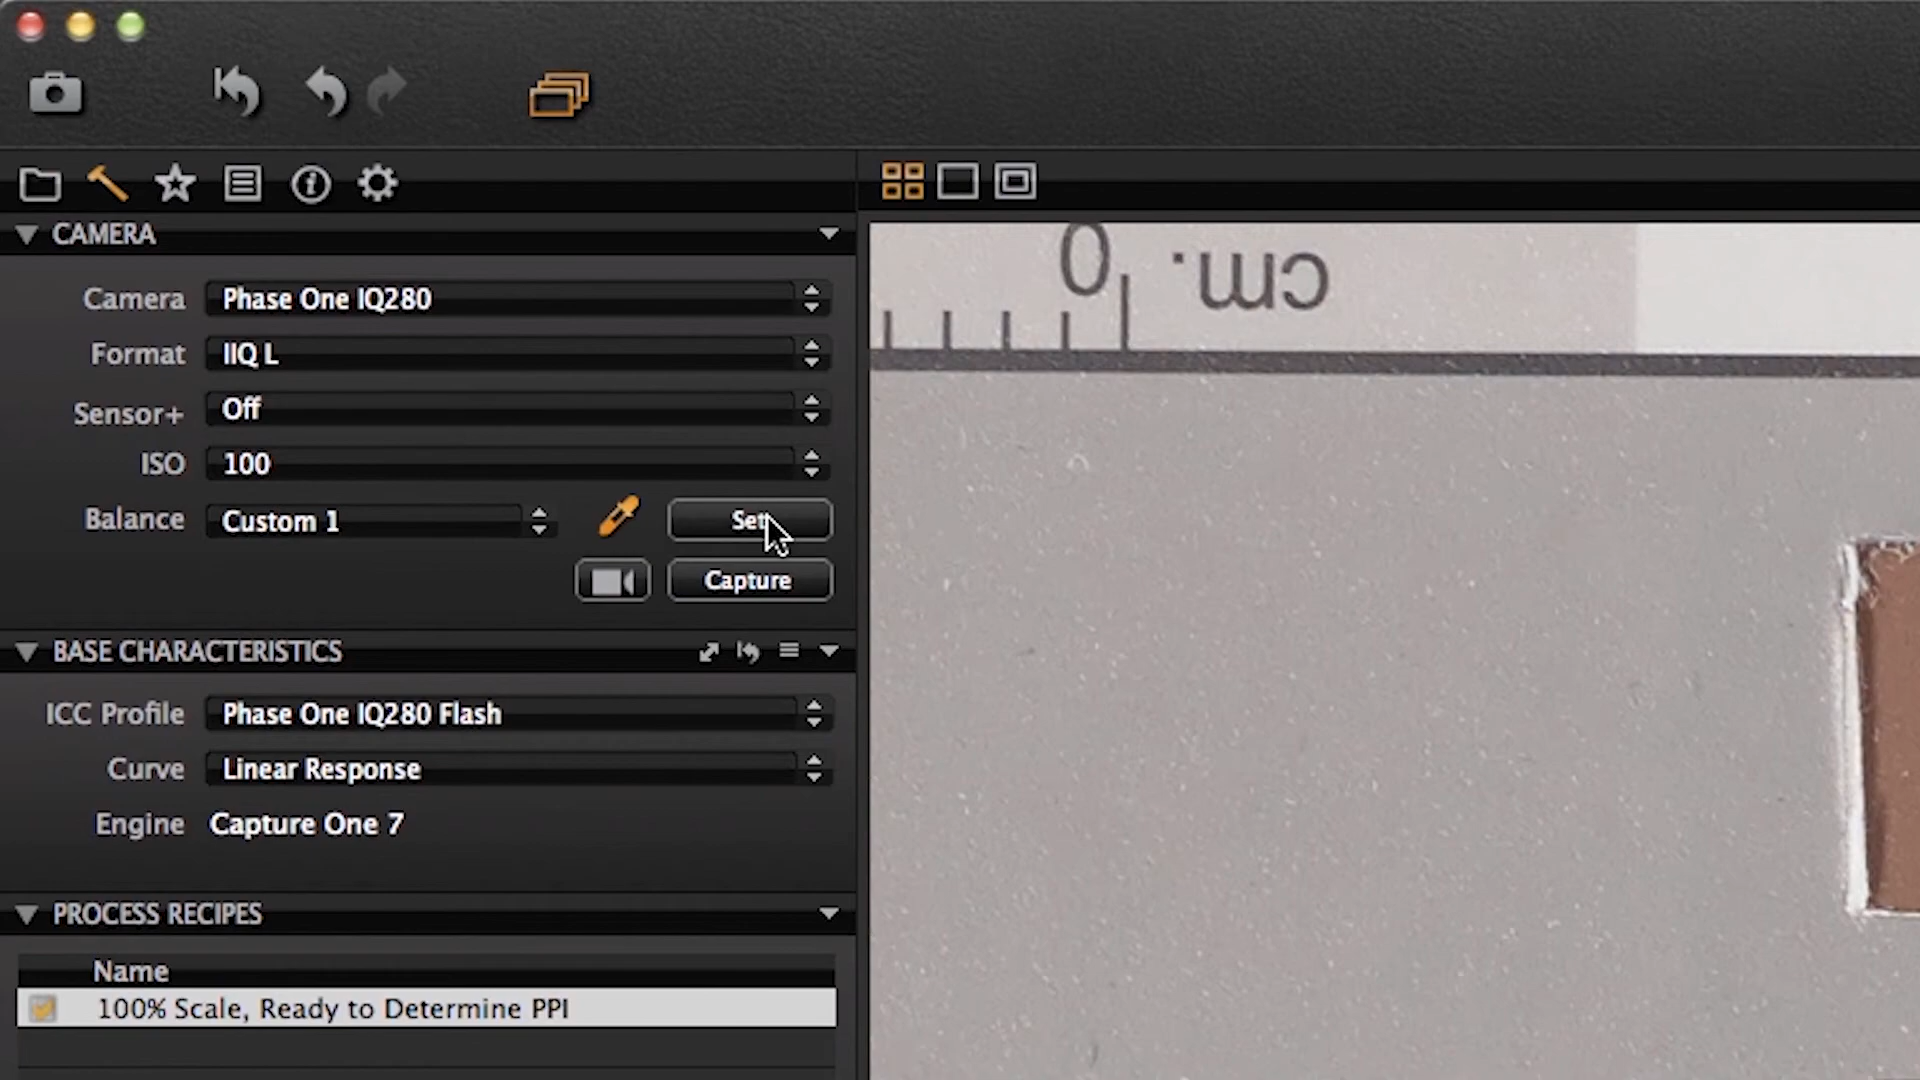 CAMERA
Camera Phase One IQ280
Format IIQ L
Sensor+ Off
ISO 100
Balance Custom 1 Set
Capture
BASE CHARACTERISTICS
ICC Profile Phase One IQ280 Flash
Curve Linear Response
Engine Capture One 7
PROCESS RECIPES
Name
100% Scale, Ready to Determine PPI
0 cm.